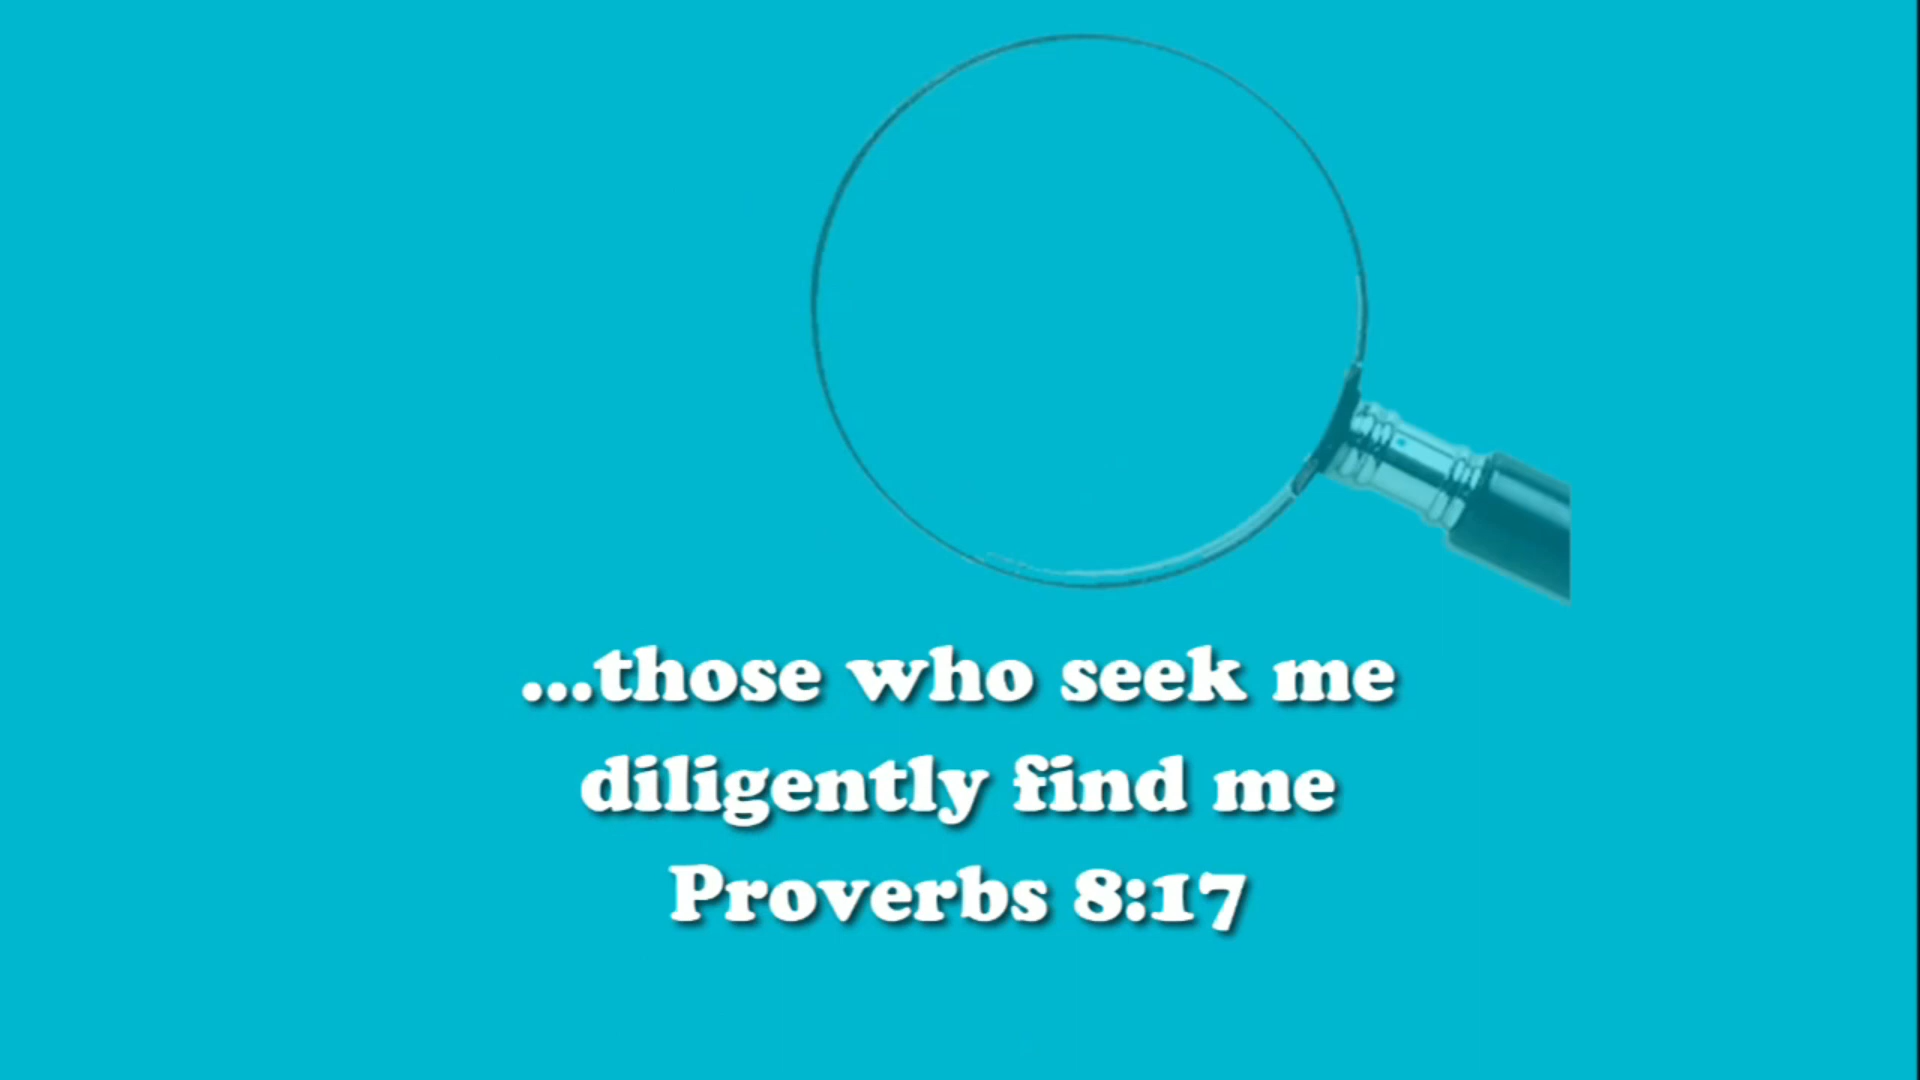 ...those who seek me
diligently find me
Proverbs 8:17